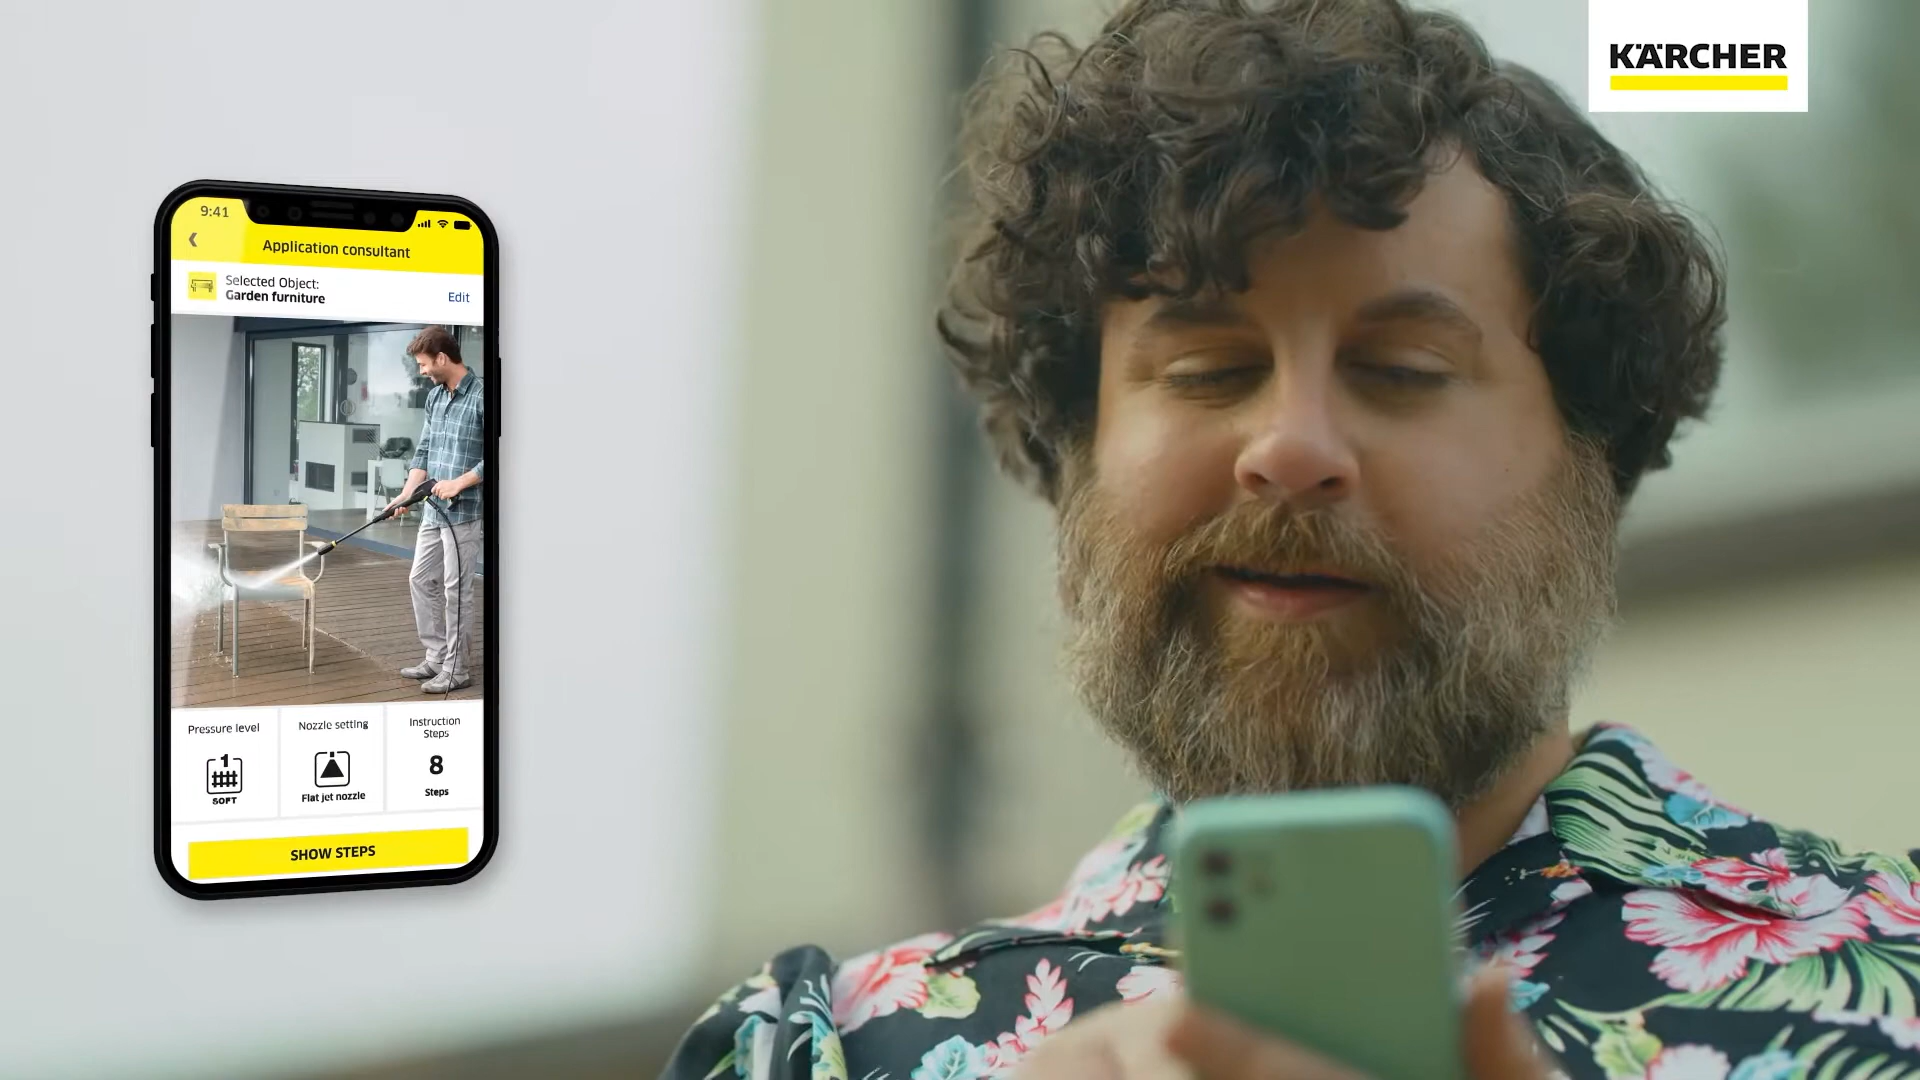 KÄRCHER
9:41
Application consultant
Selected Object:
Garden furniture
Edit
Pressure level
1
SOFT
Nozzle setting
Flat jet nozzle
Instruction
Steps
8
Steps
SHOW STEPS